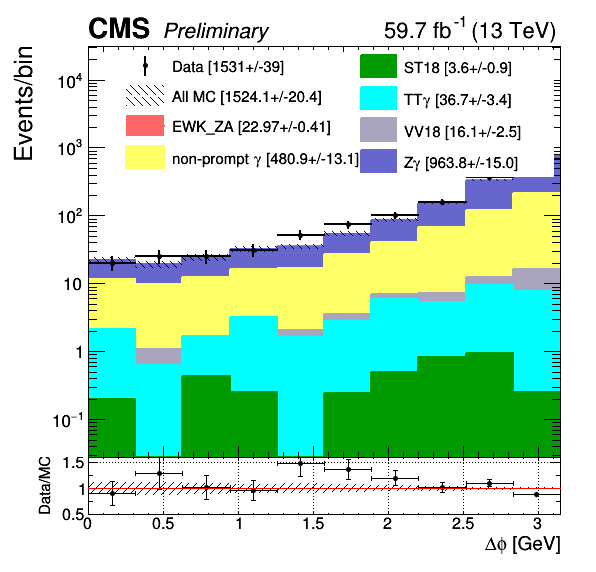 CMS Preliminary 59.7 fb⁻¹ (13 TeV)
Events/bin
Data [1531+/-39]
All MC [1524.1+/-20.4]
EWK_ZA [22.97+/-0.41]
non-prompt γ [480.9+/-13.1]
ST18 [3.6+/-0.9]
TTγ [36.7+/-3.4]
VV18 [16.1+/-2.5]
Zγ [963.8+/-15.0]
10⁴
10³
10²
10
1
10⁻¹
Data/MC
1.5
1
0.5
0 0.5 1 1.5 2 2.5 3
Δϕ [GeV]